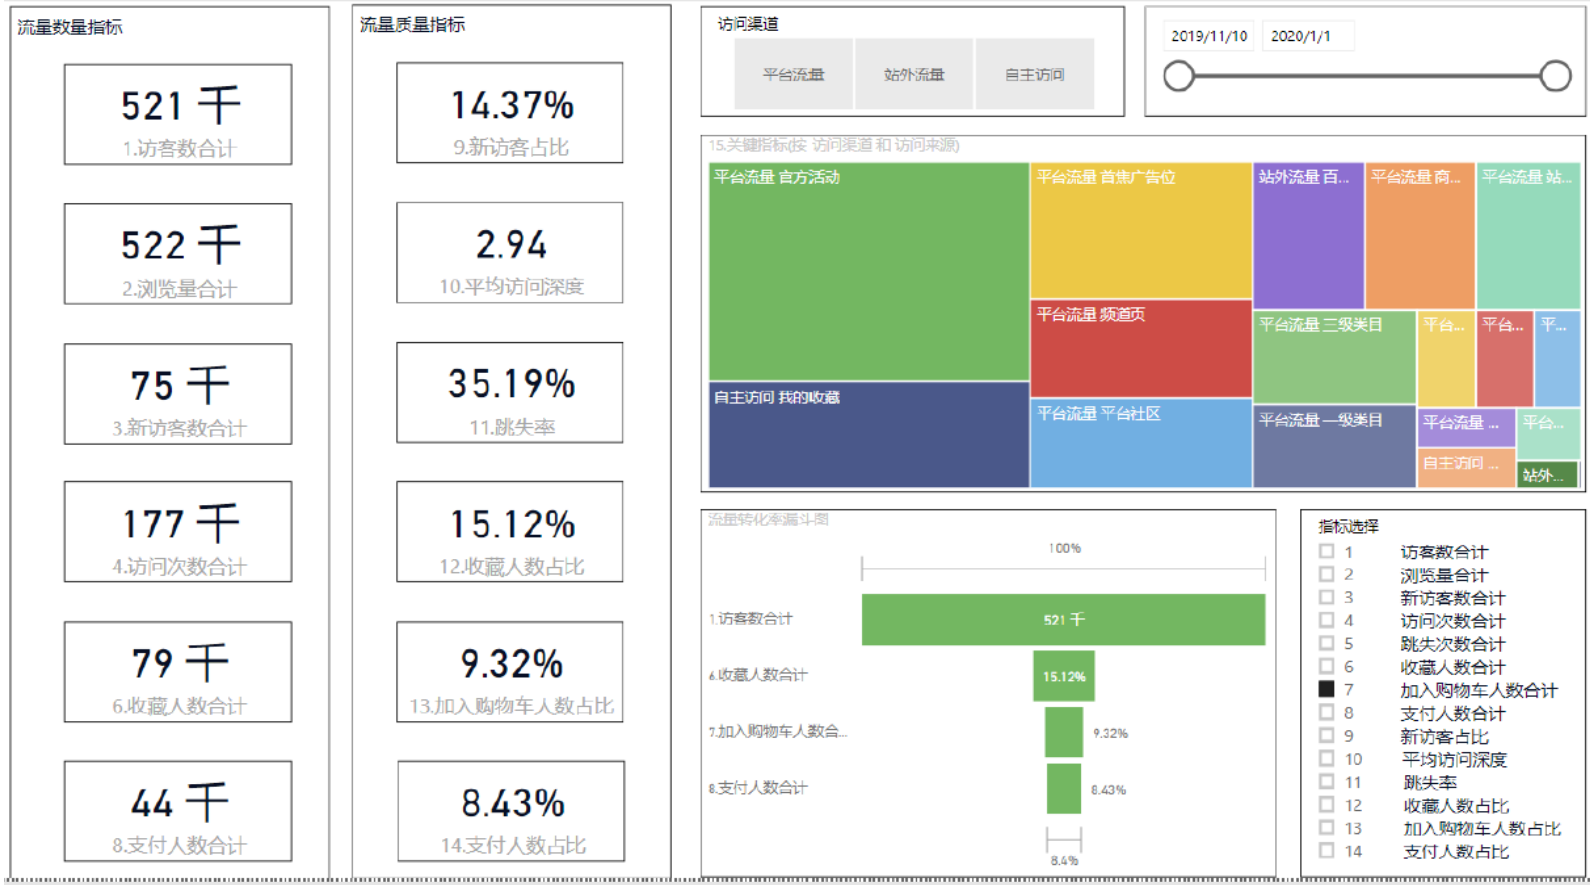 流量数量指标
521 千
1.访客数合计
522 千
2.浏览量合计
75 千
3.新访客数合计
177 千
4.访问次数合计
79 千
6.收藏人数合计
44 千
8.支付人数合计
流量质量指标
14.37%
9.新访客占比
2.94
10.平均访问深度
35.19%
11.跳失率
15.12%
12.收藏人数占比
9.32%
13.加入购物车人数占比
8.43%
14.支付人数占比
访问渠道
平台流量
站外流量
自主访问
2019/11/10
2020/1/1
15.关键指标(按 访问渠道 和 访问来源)
平台流量 官方活动
自主访问 我的收藏
平台流量 首焦广告位
平台流量 频道页
平台流量 平台社区
站外流量 百...
平台流量 商...
平台流量 站...
平台流量 三级类目
平台流量 一级类目
平台...
平台...
平...
平台流量 ...
平台...
自主访问 ...
站外...
流量转化率漏斗图
100%
1.访客数合计
521 千
6.收藏人数合计
15.12%
7.加入购物车人数合...
9.32%
8.支付人数合计
8.43%
8.4%
指标选择
1 访客数合计
2 浏览量合计
3 新访客数合计
4 访问次数合计
5 跳失次数合计
6 收藏人数合计
7 加入购物车人数合计
8 支付人数合计
9 新访客占比
10 平均访问深度
11 跳失率
12 收藏人数占比
13 加入购物车人数占比
14 支付人数占比